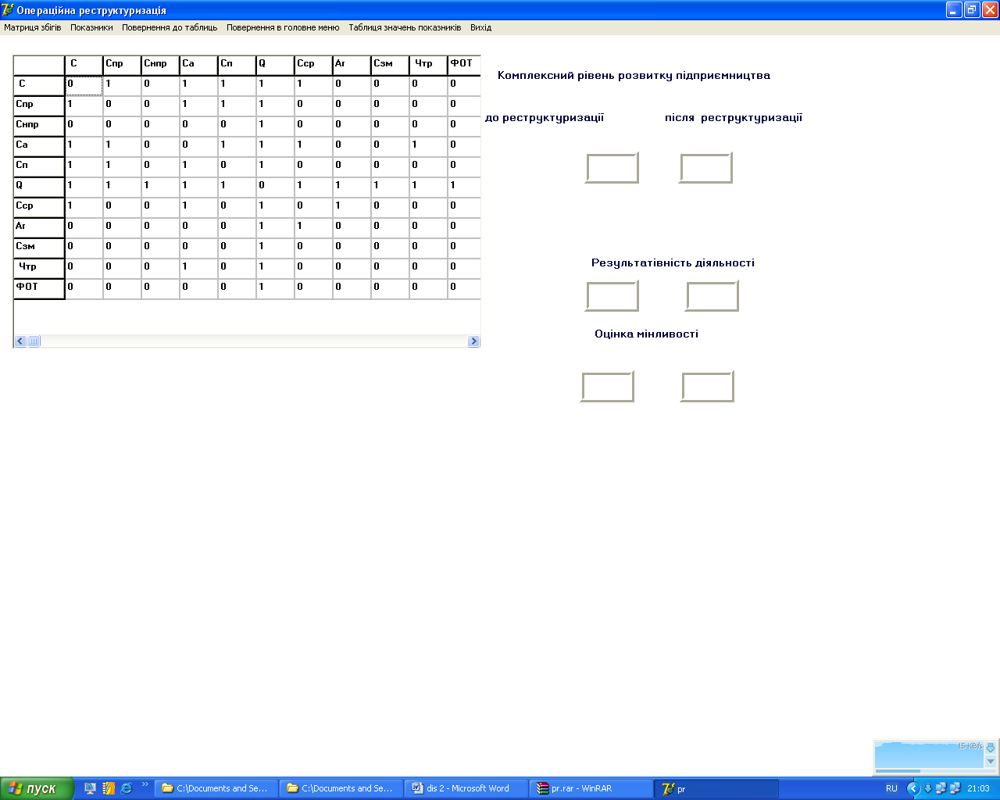 Операційна реструктуризація
Матриця збігів Показники Повернення до таблиць Повернення в головне меню Таблиця значень показників Вихід
С Спр Снпр Са Сп Q Сср Аг Сзм Чтр ФОТ
С 0 1 0 1 1 1 1 0 0 0 0
Спр 1 0 0 1 1 1 0 0 0 0 0
Снпр 0 0 0 0 0 1 0 0 0 0 0
Са 1 1 0 0 1 1 1 0 0 1 0
Сп 1 1 0 1 0 1 0 0 0 0 0
Q 1 1 1 1 1 0 1 1 1 1 1
Сср 1 0 0 1 0 1 0 1 0 0 0
Аг 0 0 0 0 0 1 1 0 0 0 0
Сзм 0 0 0 0 0 1 0 0 0 0 0
Чтр 0 0 0 1 0 1 0 0 0 0 0
ФОТ 0 0 0 0 0 1 0 0 0 0 0
Комплексний рівень розвитку підприємництва
до реструктуризації після реструктуризації
Результатівність діяльності
Оцінка мінливості
15 KB/s
пуск C:\Documents and Se... C:\Documents and Se... dis 2 - Microsoft Word pr.rar - WinRAR pr RU 21:03